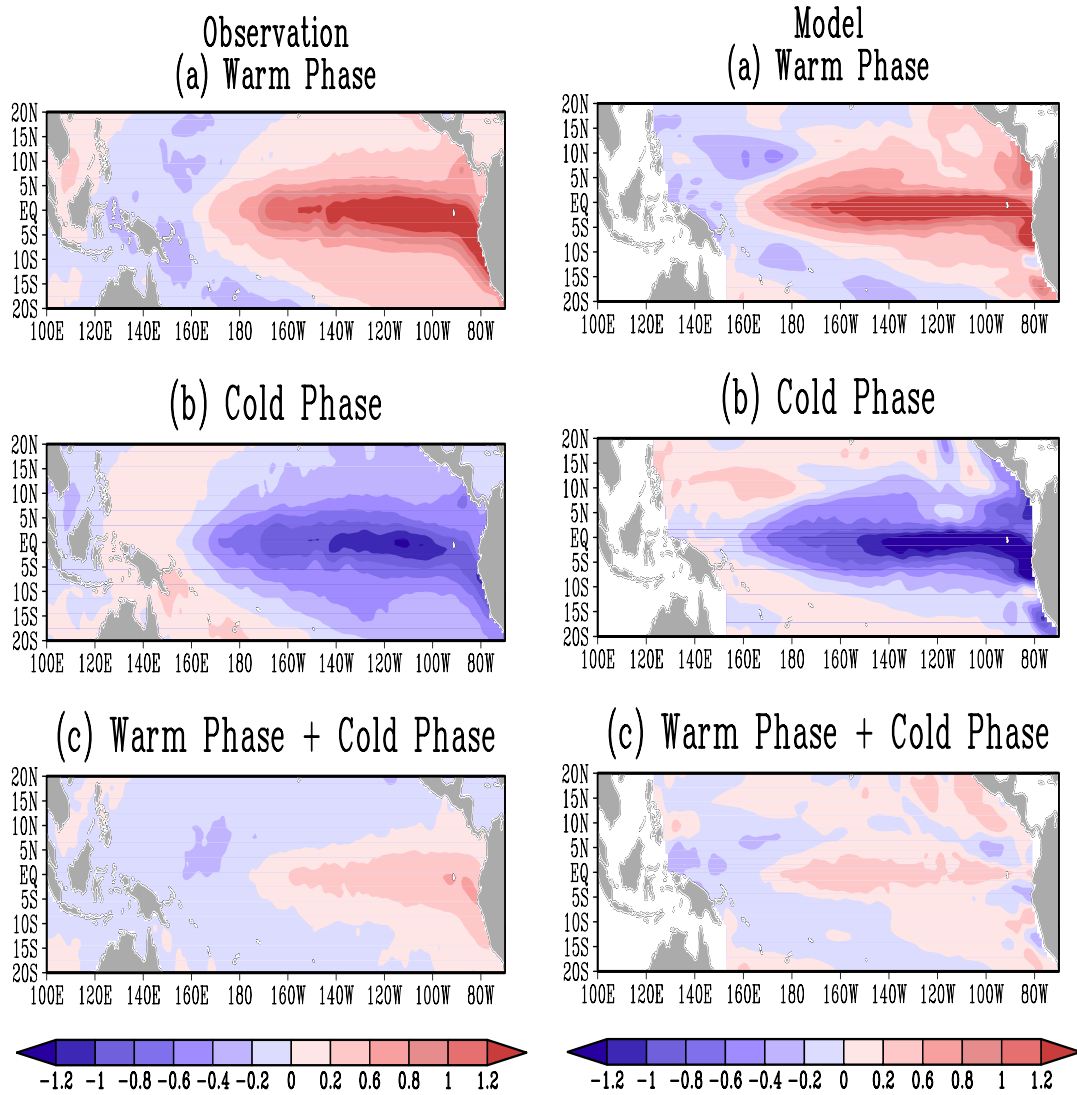 Observation
(a) Warm Phase
20N
15N
10N
5N
EQ
5S
10S
15S
20S
100E 120E 140E 160E 180 160W 140W 120W 100W 80W
(b) Cold Phase
20N
15N
10N
5N
EQ
5S
10S
15S
20S
100E 120E 140E 160E 180 160W 140W 120W 100W 80W
(c) Warm Phase + Cold Phase
20N
15N
10N
5N
EQ
5S
10S
15S
20S
100E 120E 140E 160E 180 160W 140W 120W 100W 80W
-1.2 -1 -0.8 -0.6 -0.4 -0.2 0 0.2 0.6 0.8 1 1.2
Model
(a) Warm Phase
20N
15N
10N
5N
EQ
5S
10S
15S
20S
100E 120E 140E 160E 180 160W 140W 120W 100W 80W
(b) Cold Phase
20N
15N
10N
5N
EQ
5S
10S
15S
20S
100E 120E 140E 160E 180 160W 140W 120W 100W 80W
(c) Warm Phase + Cold Phase
20N
15N
10N
5N
EQ
5S
10S
15S
20S
100E 120E 140E 160E 180 160W 140W 120W 100W 80W
-1.2 -1 -0.8 -0.6 -0.4 -0.2 0 0.2 0.6 0.8 1 1.2